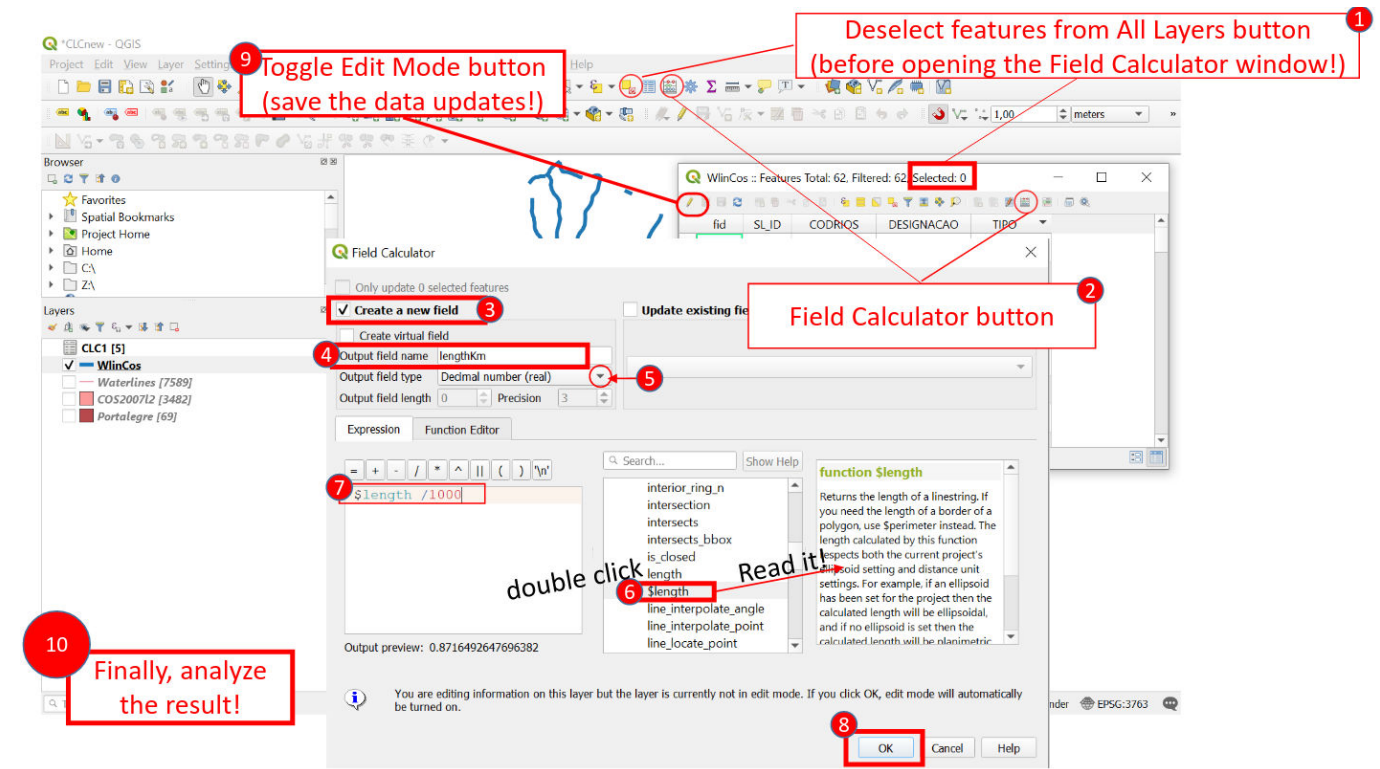 1
Deselect features from All Layers button
(before opening the Field Calculator window!)
*CLCnew - QGIS
Project Edit View Layer Setting
Help
9
Toggle Edit Mode button
(save the data updates!)
1,00
meters
»
Browser
Favorites
Spatial Bookmarks
Project Home
Home
C:\
Z:\
WlinCos :: Features Total: 62, Filtered: 62, Selected: 0
fid SL_ID CODRIOS DESIGNACAO TIPO
2
Field Calculator button
Layers
CLC1 [5]
WlinCos
Waterlines [7589]
COS2007l2 [3482]
Portalegre [69]
Field Calculator
Only update 0 selected features
Create a new field
3
Update existing fie
Create virtual field
4
Output field name lengthKm
Output field type Decimal number (real)
5
Output field length 0 Precision 3
Expression Function Editor
= + - / * ^ || ( ) '\n'
7
$length /1000
Search... Show Help
interior_ring_n
intersection
intersects
intersects_bbox
is_closed
length
$length
line_interpolate_angle
line_interpolate_point
line_locate_point
double click
6
Read it!
function $length
Returns the length of a linestring. If
you need the length of a border of a
polygon, use $perimeter instead. The
length calculated by this function
respects both the current project's
ellipsoid setting and distance unit
settings. For example, if an ellipsoid
has been set for the project then the
calculated length will be ellipsoidal,
and if no ellipsoid is set then the
calculated length will be planimetric.
Output preview: 0.8716492647696382
10
Finally, analyze
the result!
You are editing information on this layer but the layer is currently not in edit mode. If you click OK, edit mode will automatically
be turned on.
nder EPSG:3763
8
OK Cancel Help